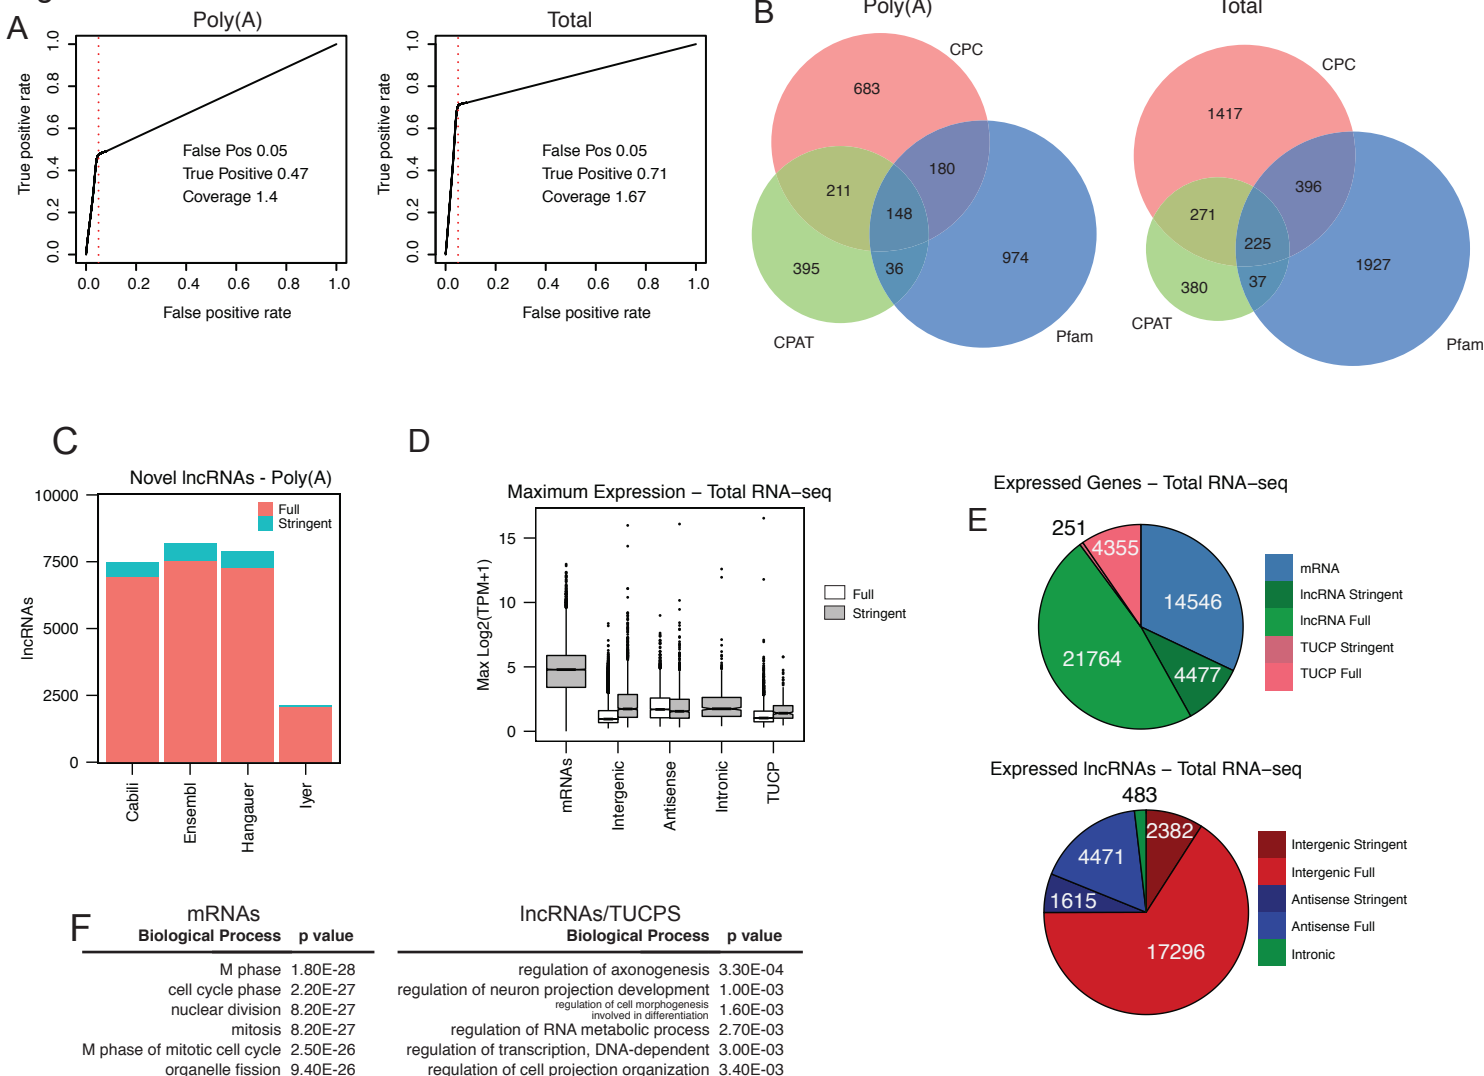 A
Poly(A)
True positive rate
0.0
0.2
0.4
0.6
0.8
1.0
False Pos 0.05
True Positive 0.47
Coverage 1.4
0.0
0.2
0.4
0.6
0.8
1.0
False positive rate
Total
True positive rate
0.0
0.2
0.4
0.6
0.8
1.0
False Pos 0.05
True Positive 0.71
Coverage 1.67
0.0
0.2
0.4
0.6
0.8
1.0
False positive rate
B
Poly(A)
CPC
683
180
211
148
395
36
974
CPAT
Pfam
Total
CPC
1417
396
271
225
380
37
1927
CPAT
Pfam
C
Novel lncRNAs - Poly(A)
lncRNAs
10000
7500
5000
2500
0
Full
Stringent
Cabili
Ensembl
Hangauer
Iyer
D
Maximum Expression – Total RNA–seq
Max Log2(TPM+1)
15
10
5
0
Full
Stringent
mRNAs
Intergenic
Antisense
Intronic
TUCP
E
Expressed Genes – Total RNA–seq
251
4355
14546
21764
4477
mRNA
lncRNA Stringent
lncRNA Full
TUCP Stringent
TUCP Full
Expressed lncRNAs – Total RNA–seq
483
2382
4471
1615
17296
Intergenic Stringent
Intergenic Full
Antisense Stringent
Antisense Full
Intronic
F
mRNAs
Biological Process p value
M phase 1.80E-28
cell cycle phase 2.20E-27
nuclear division 8.20E-27
mitosis 8.20E-27
M phase of mitotic cell cycle 2.50E-26
organelle fission 9.40E-26
lncRNAs/TUCPS
Biological Process p value
regulation of axonogenesis 3.30E-04
regulation of neuron projection development 1.00E-03
regulation of cell morphogenesis
involved in differentiation 1.60E-03
regulation of RNA metabolic process 2.70E-03
regulation of transcription, DNA-dependent 3.00E-03
regulation of cell projection organization 3.40E-03